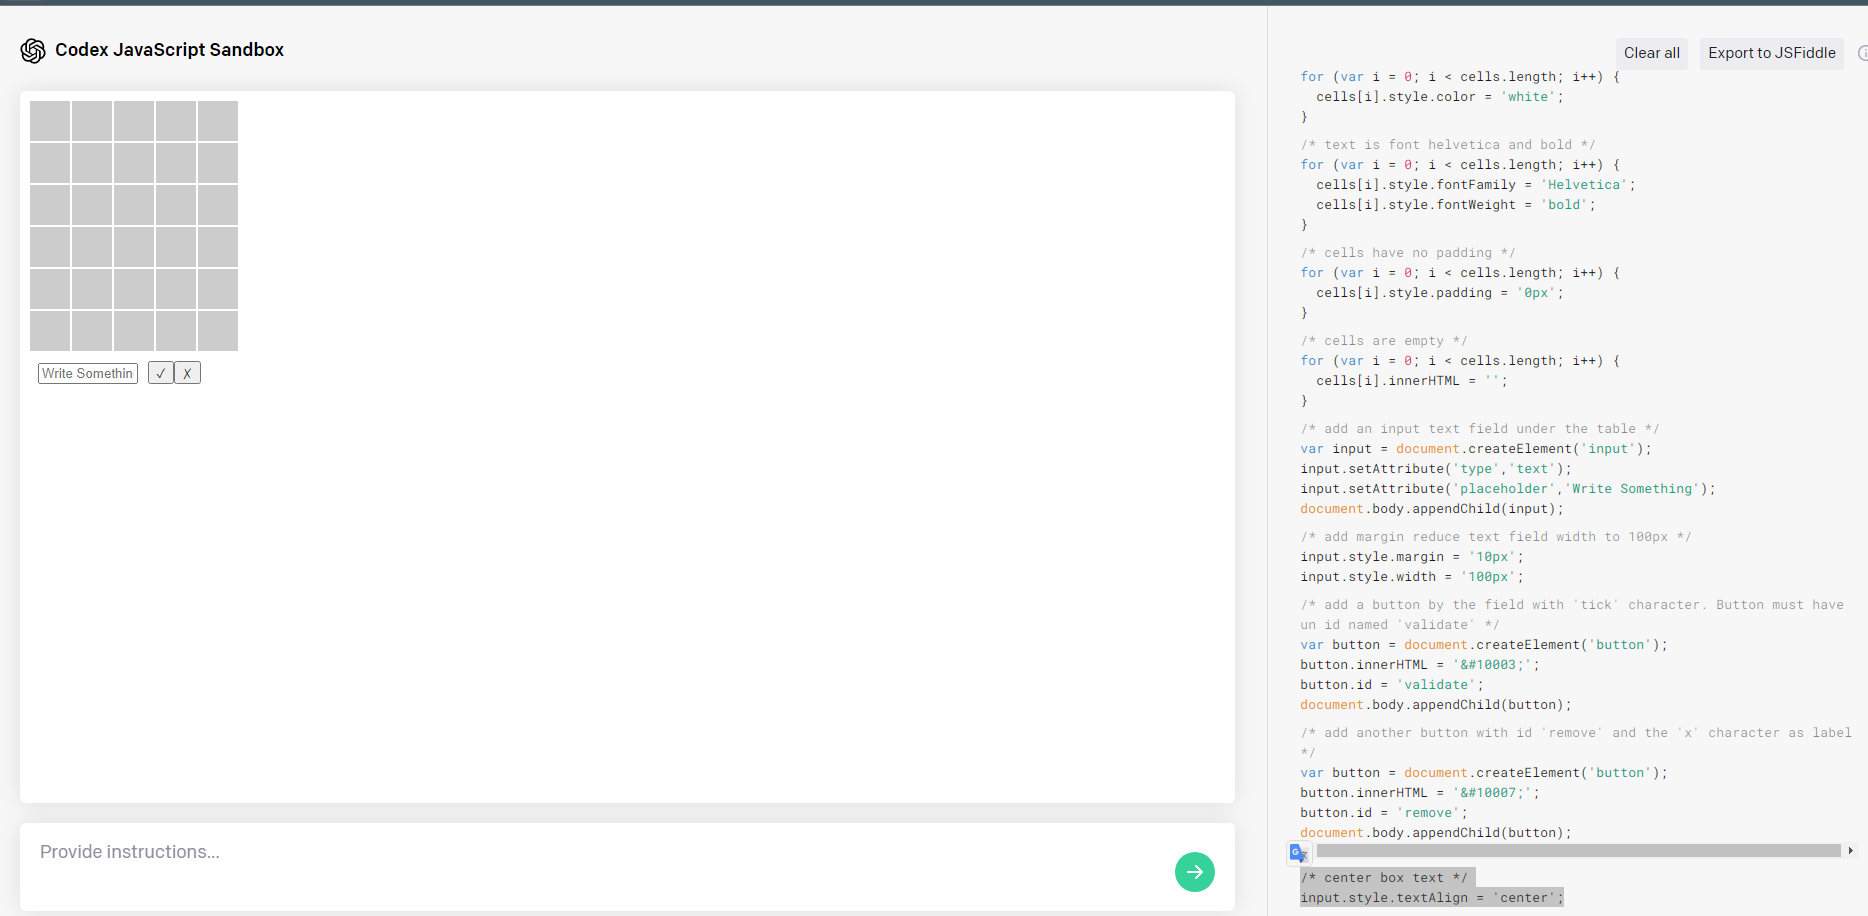 Codex JavaScript Sandbox
Write Somethin
✓
✗
Provide instructions...
Clear all
Export to JSFiddle
for (var i = 0; i < cells.length; i++) {
cells[i].style.color = 'white';
}
/* text is font helvetica and bold */
for (var i = 0; i < cells.length; i++) {
cells[i].style.fontFamily = 'Helvetica';
cells[i].style.fontWeight = 'bold';
}
/* cells have no padding */
for (var i = 0; i < cells.length; i++) {
cells[i].style.padding = '0px';
}
/* cells are empty */
for (var i = 0; i < cells.length; i++) {
cells[i].innerHTML = '';
}
/* add an input text field under the table */
var input = document.createElement('input');
input.setAttribute('type','text');
input.setAttribute('placeholder','Write Something');
document.body.appendChild(input);
/* add margin reduce text field width to 100px */
input.style.margin = '10px';
input.style.width = '100px';
/* add a button by the field with 'tick' character. Button must have
un id named 'validate' */
var button = document.createElement('button');
button.innerHTML = '&#10003;';
button.id = 'validate';
document.body.appendChild(button);
/* add another button with id 'remove' and the 'x' character as label
*/
var button = document.createElement('button');
button.innerHTML = '&#10007;';
button.id = 'remove';
document.body.appendChild(button);
/* center box text */
input.style.textAlign = 'center';